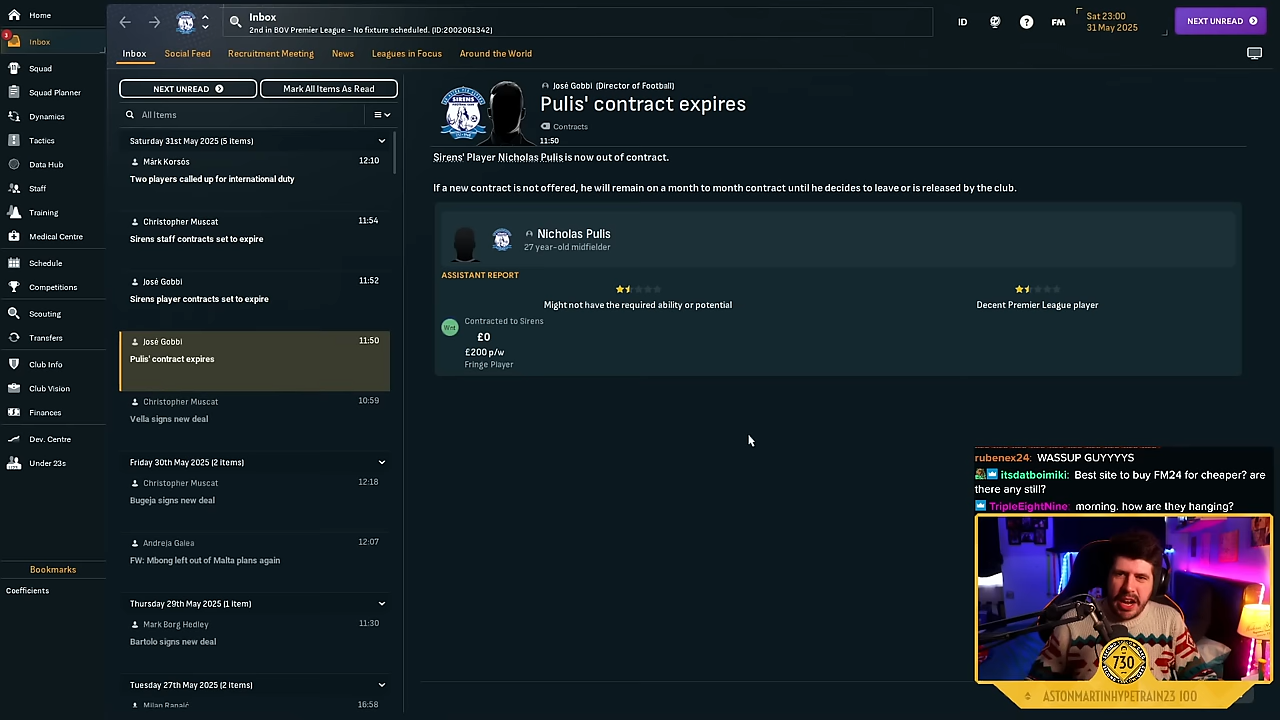 Home
1
Inbox
Squad
Squad Planner
Dynamics
Tactics
Data Hub
Staff
Training
Medical Centre
Schedule
Competitions
Scouting
Transfers
Club Info
Club Vision
Finances
Dev. Centre
Under 23s
Bookmarks
Coefficients
Inbox
2nd in BOV Premier League - No fixture scheduled. (ID:2002061342)
ID
FM
Sat 23:00
31 May 2025
NEXT UNREAD
Inbox
Social Feed
Recruitment Meeting
News
Leagues in Focus
Around the World
NEXT UNREAD
Mark All Items As Read
All Items
Saturday 31st May 2025 (5 Items)
Márk Korsós 12:10
Two players called up for international duty
Christopher Muscat 11:54
Sirens staff contracts set to expire
José Gobbi 11:52
Sirens player contracts set to expire
José Gobbi 11:50
Pulis' contract expires
Christopher Muscat 10:59
Vella signs new deal
Friday 30th May 2025 (2 Items)
Christopher Muscat 12:18
Bugeja signs new deal
Andreja Galea 12:07
FW: Mbong left out of Malta plans again
Thursday 29th May 2025 (1 Item)
Mark Borg Hedley 11:30
Bartolo signs new deal
Tuesday 27th May 2025 (2 Items)
16:58
SIRENS
José Gobbi (Director of Football)
Pulis' contract expires
Contracts
11:50
Sirens' Player Nicholas Pulis is now out of contract.
If a new contract is not offered, he will remain on a month to month contract until he decides to leave or is released by the club.
Nicholas Pulis
27 year-old midfielder
ASSISTANT REPORT
Might not have the required ability or potential
Decent Premier League player
Wnt
Contracted to Sirens
£0
£200 p/w
Fringe Player
rubenex24: WASSUP GUYYYYS
itsdatboimiki: Best site to buy FM24 for cheaper? are
there any still?
TripleEightNine morning. how are they hanging?
730
ASTONMARTINHYPETRAIN23 100